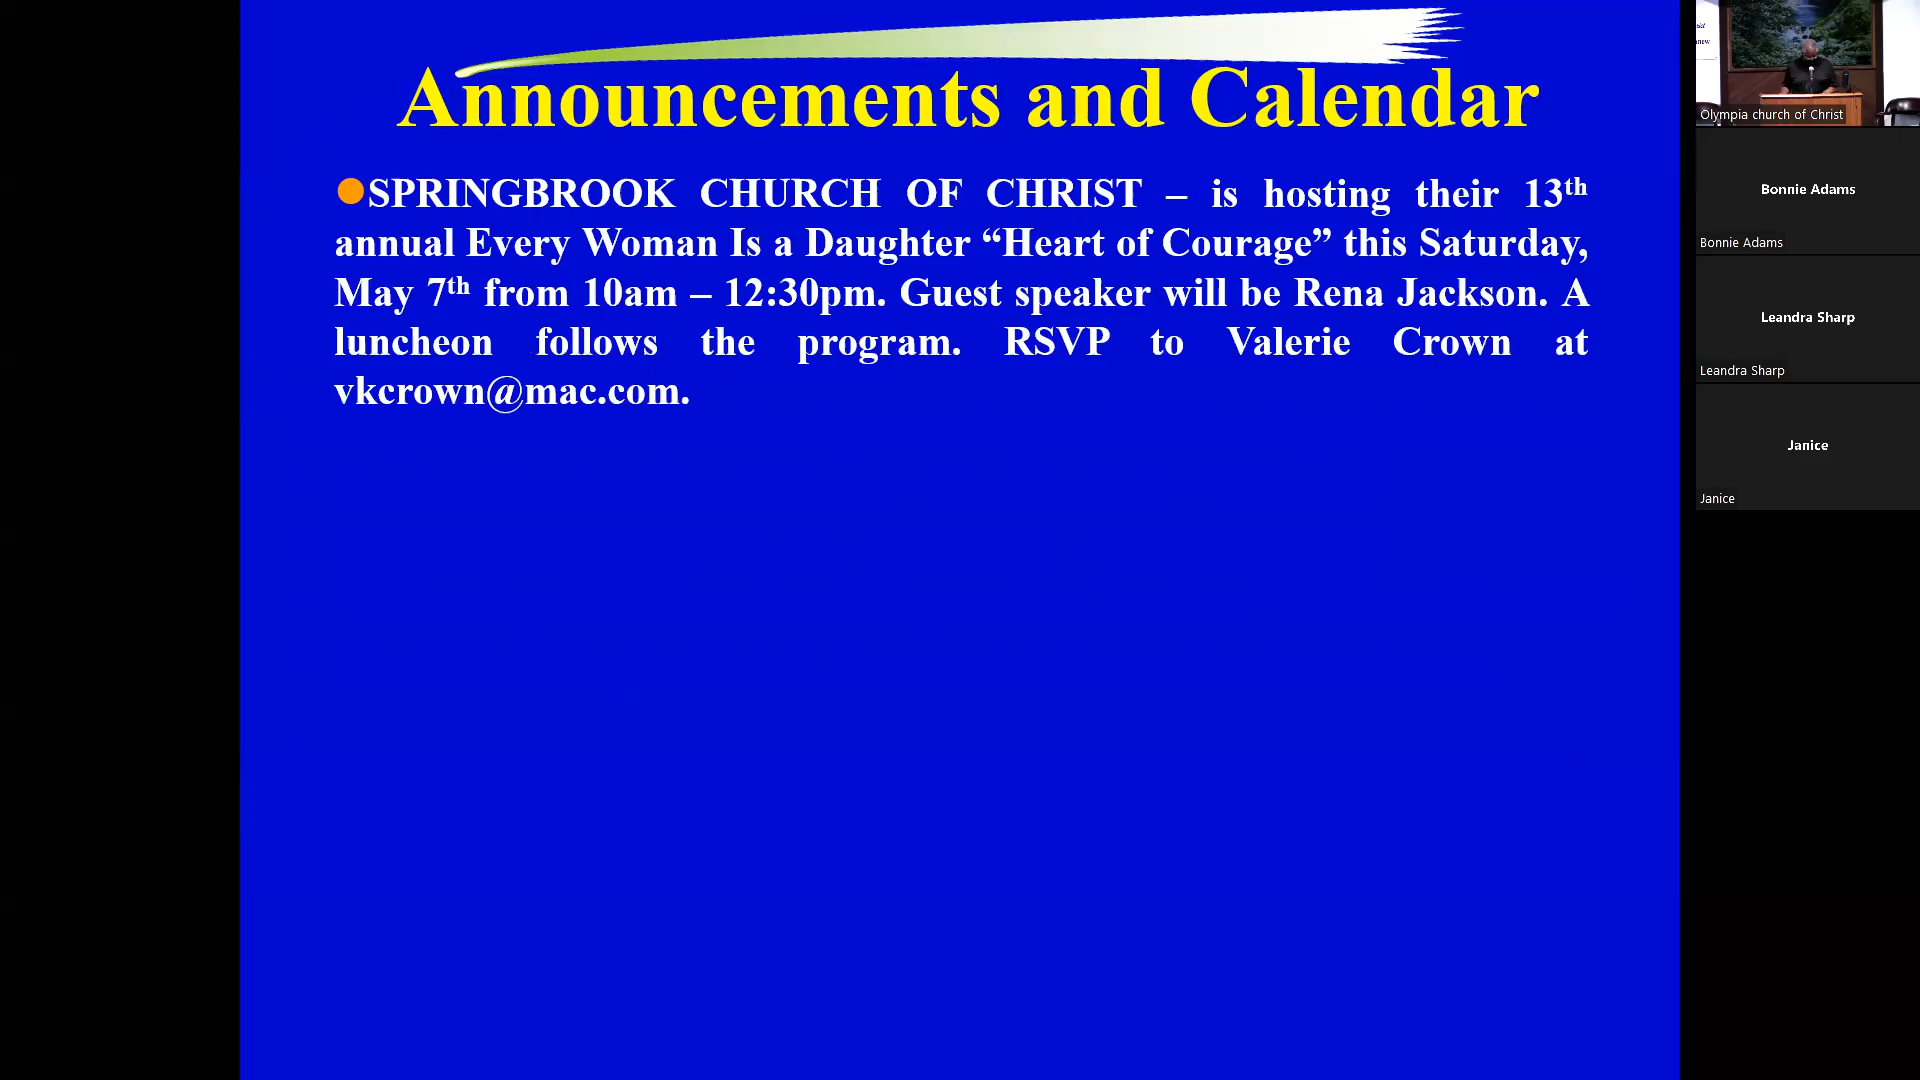 Announcements and Calendar
SPRINGBROOK CHURCH OF CHRIST – is hosting their 13th
annual Every Woman Is a Daughter “Heart of Courage” this Saturday,
May 7th from 10am – 12:30pm. Guest speaker will be Rena Jackson. A
luncheon follows the program. RSVP to Valerie Crown at
vkcrown@mac.com.
Olympia church of Christ
Bonnie Adams
Bonnie Adams
Leandra Sharp
Leandra Sharp
Janice
Janice